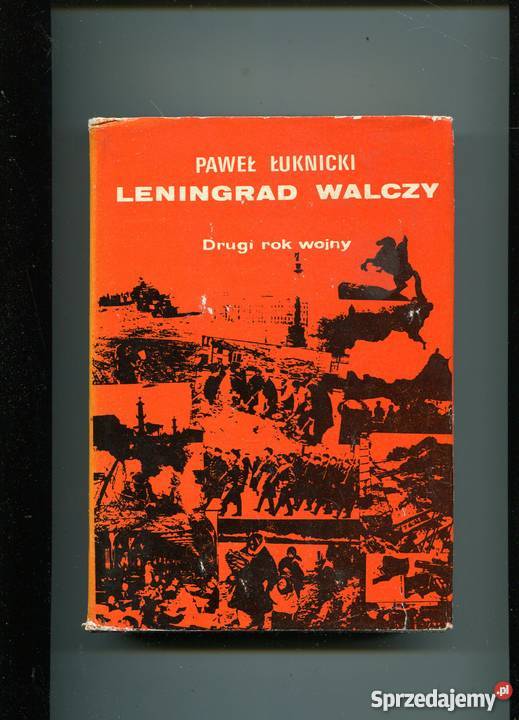 PAWEŁ ŁUKNICKI
LENINGRAD WALCZY
Drugi rok wojny
Sprzedajemy.pl